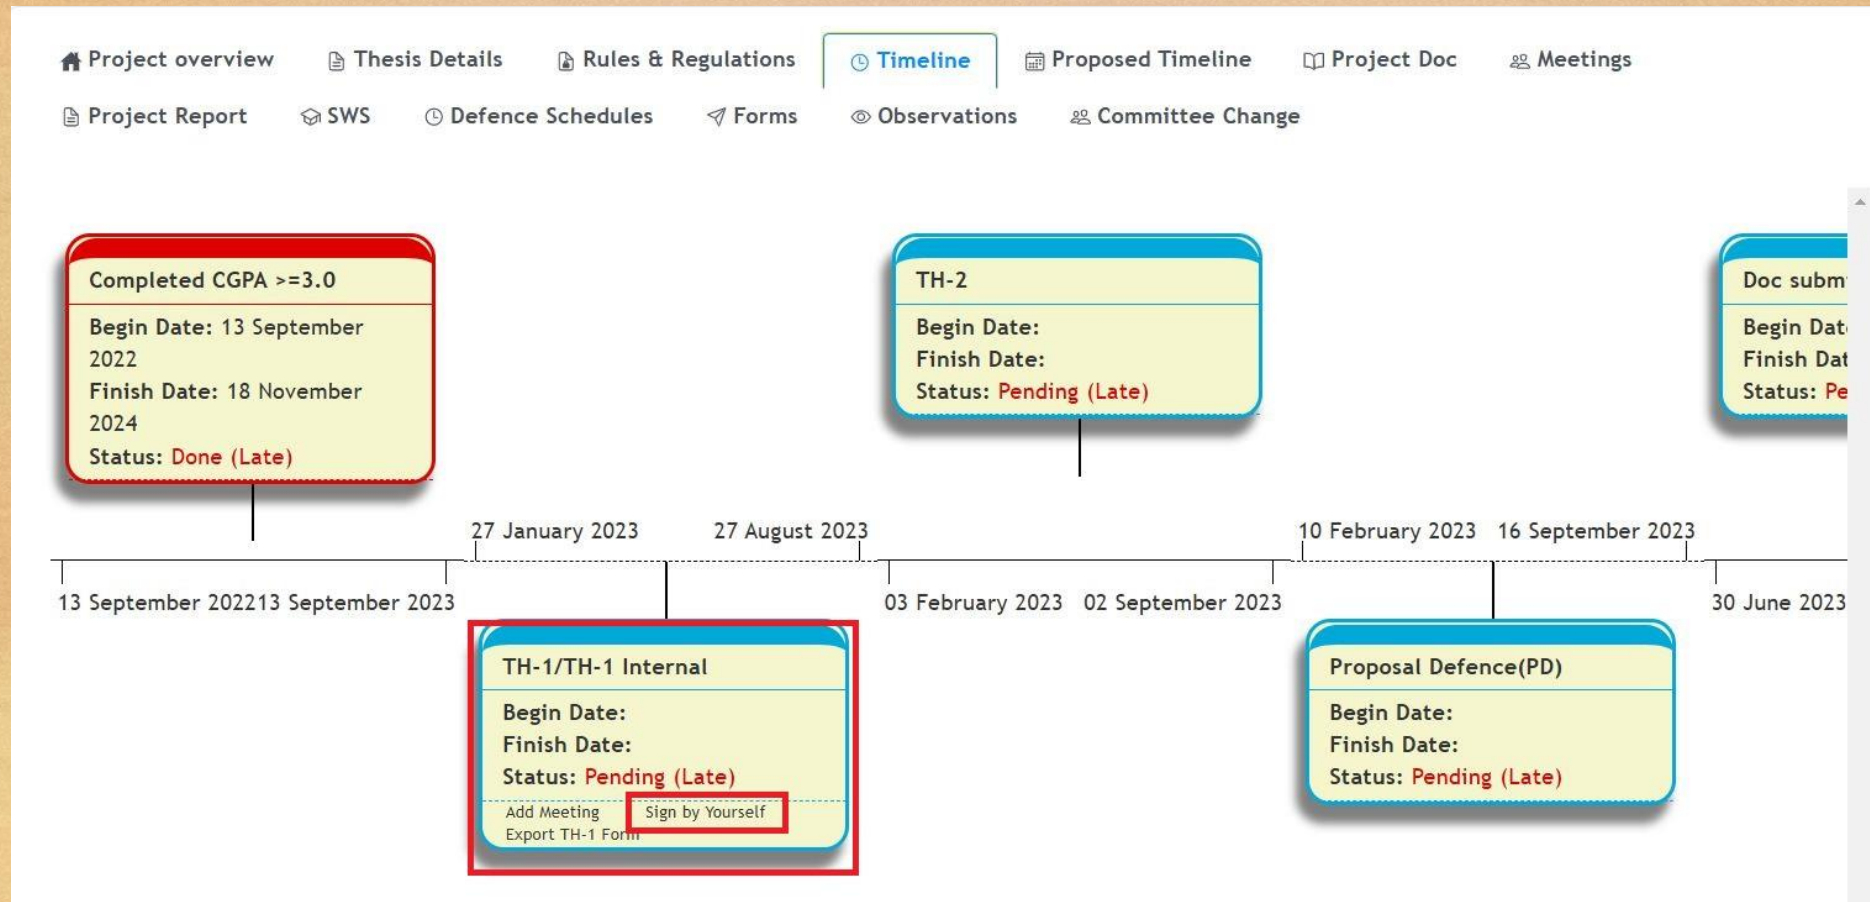 Project overview Thesis Details Rules & Regulations Timeline Proposed Timeline Project Doc Meetings
Project Report SWS Defence Schedules Forms Observations Committee Change
Completed CGPA >=3.0
Begin Date: 13 September
2022
Finish Date: 18 November
2024
Status: Done (Late)
TH-2
Begin Date:
Finish Date:
Status: Pending (Late)
Doc subm
Begin Dat
Finish Dat
Status: Pe
27 January 2023 27 August 2023
10 February 2023 16 September 2023
13 September 202213 September 2023
03 February 2023 02 September 2023
30 June 2023
TH-1/TH-1 Internal
Begin Date:
Finish Date:
Status: Pending (Late)
Add Meeting Sign by Yourself
Export TH-1 Form
Proposal Defence(PD)
Begin Date:
Finish Date:
Status: Pending (Late)